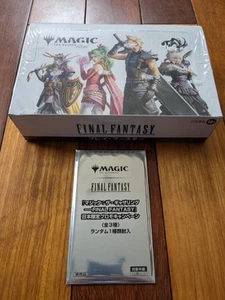 MAGIC
FINAL FANTASY
MAGIC
FINAL FANTASY
『マジック：ザ・ギャザリング
——FINAL FANTASY』
日本限定プロモキャンペーン
〈全3種〉
ランダム1種類封入